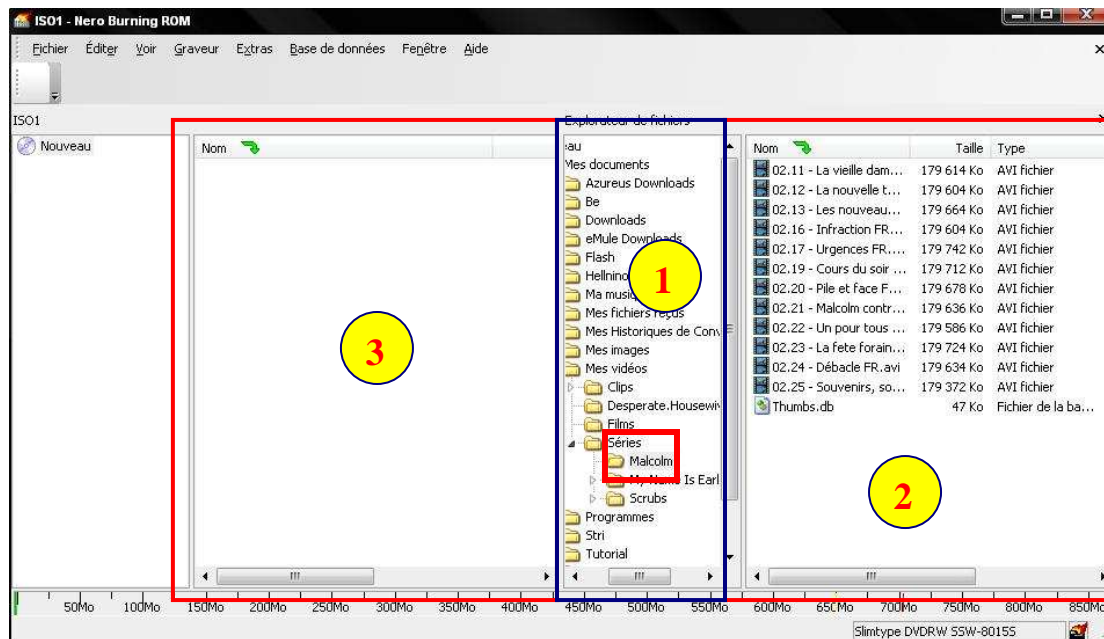 ISO1 - Nero Burning ROM
Fichier Éditer Voir Graveur Extras Base de données Fenêtre Aide
ISO1
Explorateur de fichiers
Nouveau
Nom
3
eau
Mes documents
Azureus Downloads
Be
Downloads
eMule Downloads
Flash
Ma musiq
Mes fichiers reçus
Mes Historiques de Conv
Mes images
Mes vidéos
Clips
Desperate.Housewiv
Films
Séries
Malcolm
My Name Is Earl
Scrubs
Programmes
Stri
Tutorial
1
Nom Taille Type
02.11 - La vieille dam... 179 614 Ko AVI fichier
02.12 - La nouvelle t... 179 604 Ko AVI fichier
02.13 - Les nouveau... 179 664 Ko AVI fichier
02.16 - Infraction FR.... 179 604 Ko AVI fichier
02.17 - Urgences FR.... 179 742 Ko AVI fichier
02.19 - Cours du soir ... 179 712 Ko AVI fichier
02.20 - Pile et face F... 179 678 Ko AVI fichier
02.21 - Malcolm contr... 179 636 Ko AVI fichier
02.22 - Un pour tous ... 179 586 Ko AVI fichier
02.23 - La fete forain... 179 724 Ko AVI fichier
02.24 - Débacle FR.avi 179 634 Ko AVI fichier
02.25 - Souvenirs, so... 179 372 Ko AVI fichier
Thumbs.db 47 Ko Fichier de la ba...
2
50Mo 100Mo 150Mo 200Mo 250Mo 300Mo 350Mo 400Mo 450Mo 500Mo 550Mo 600Mo 650Mo 700Mo 750Mo 800Mo 850Mo
Slimtype DVDRW SSW-8015S